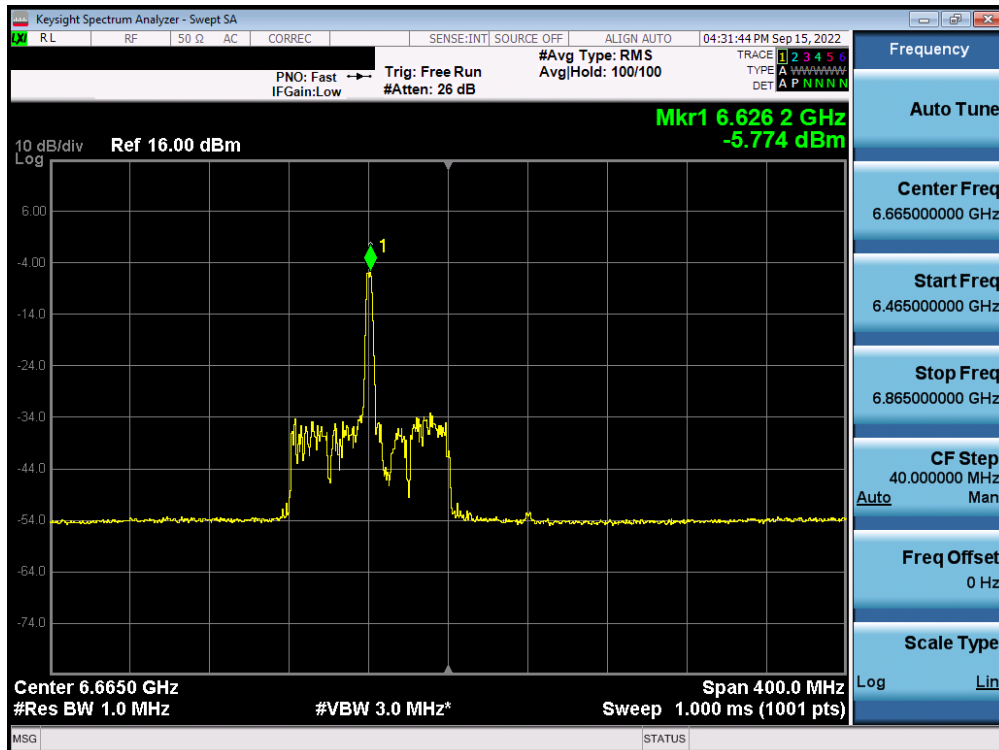 Keysight Spectrum Analyzer - Swept SA
LXI RL RF 50 Ω AC CORREC SENSE:INT SOURCE OFF ALIGN AUTO 04:31:44 PM Sep 15, 2022
PNO: Fast
IFGain:Low
Trig: Free Run
#Atten: 26 dB
#Avg Type: RMS
Avg|Hold: 100/100
TRACE 1 2 3 4 5 6
TYPE A WWWWW
DET A P N N N N
Mkr1 6.626 2 GHz
-5.774 dBm
10 dB/div Ref 16.00 dBm
Log
6.00
1
-4.00
-14.0
-24.0
-34.0
-44.0
-54.0
-64.0
-74.0
Center 6.6650 GHz Span 400.0 MHz
#Res BW 1.0 MHz #VBW 3.0 MHz* Sweep 1.000 ms (1001 pts)
MSG STATUS
Frequency
Auto Tune
Center Freq
6.665000000 GHz
Start Freq
6.465000000 GHz
Stop Freq
6.865000000 GHz
CF Step
40.000000 MHz
Auto Man
Freq Offset
0 Hz
Scale Type
Log Lin